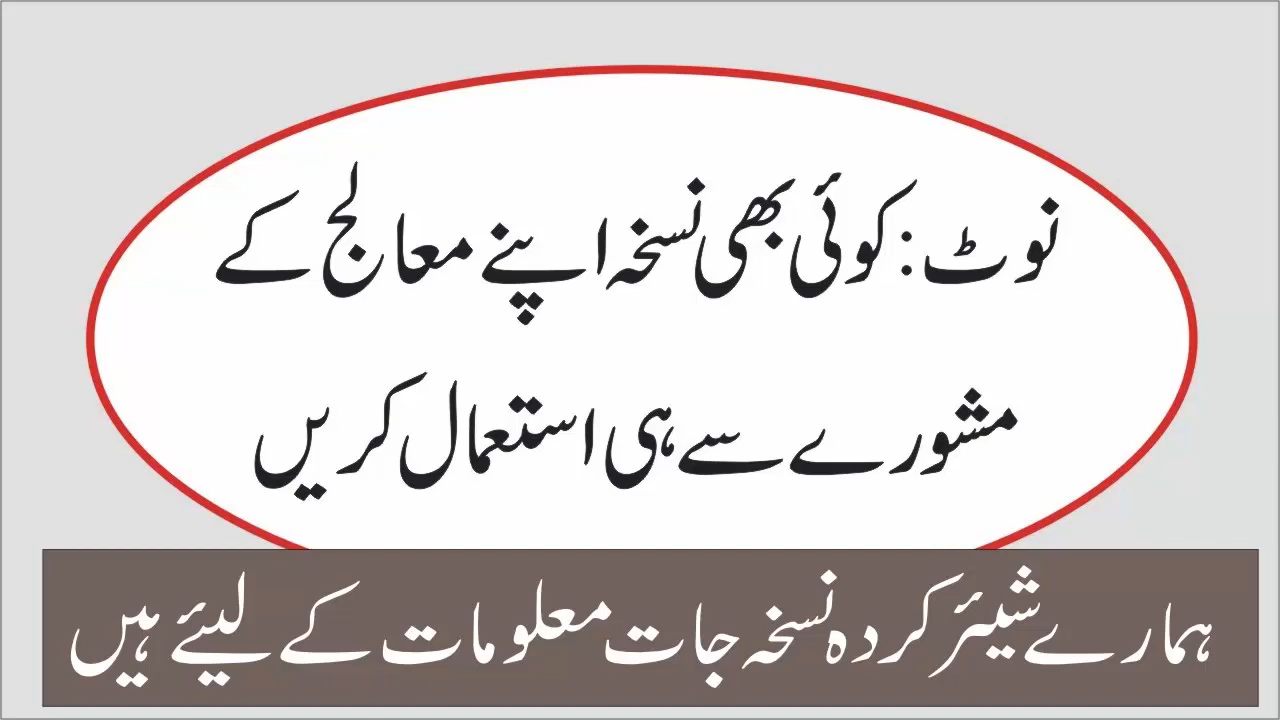 نوٹ: کوئی بھی نسخہ اپنے معالج کے
مشورے سے ہی استعمال کریں
ہمارے شیئر کردہ نسخہ جات معلومات کے لیئے ہیں